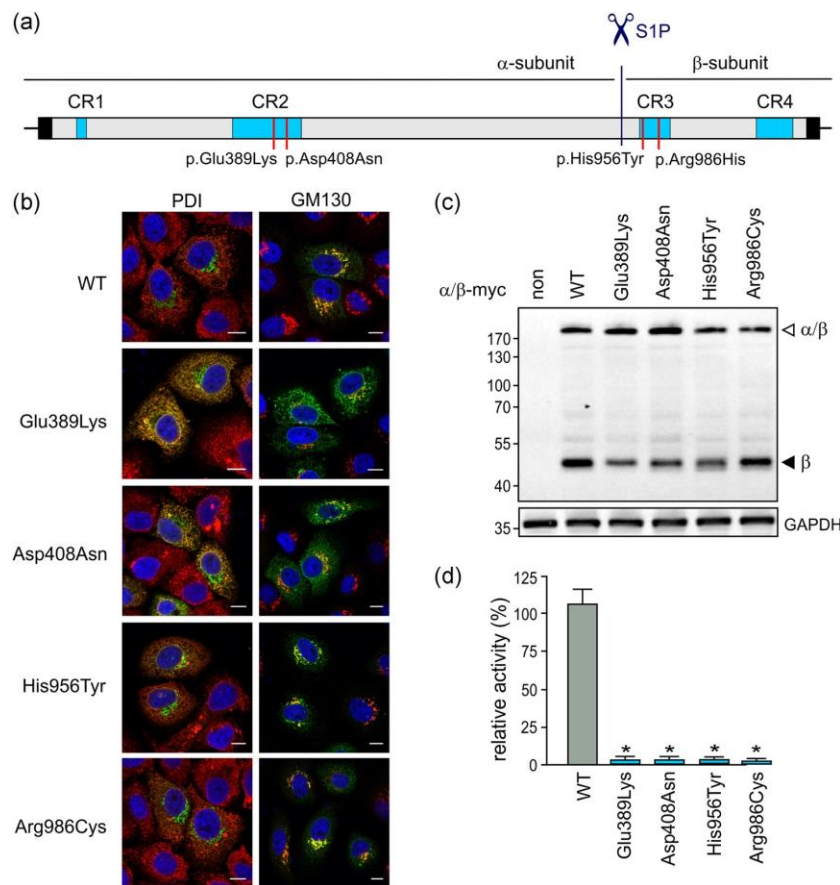 (a)
S1P
α-subunit β-subunit
CR1 CR2 CR3 CR4
p.Glu389Lys p.Asp408Asn p.His956Tyr p.Arg986His
(b)
PDI GM130
WT
Glu389Lys
Asp408Asn
His956Tyr
Arg986Cys
(c)
α/β-myc
non
WT
Glu389Lys
Asp408Asn
His956Tyr
Arg986Cys
170
130
100
70
55
40
35
α/β
β
GAPDH
(d)
relative activity (%)
125
100
75
50
25
0
* * * *
WT
Glu389Lys
Asp408Asn
His956Tyr
Arg986Cys